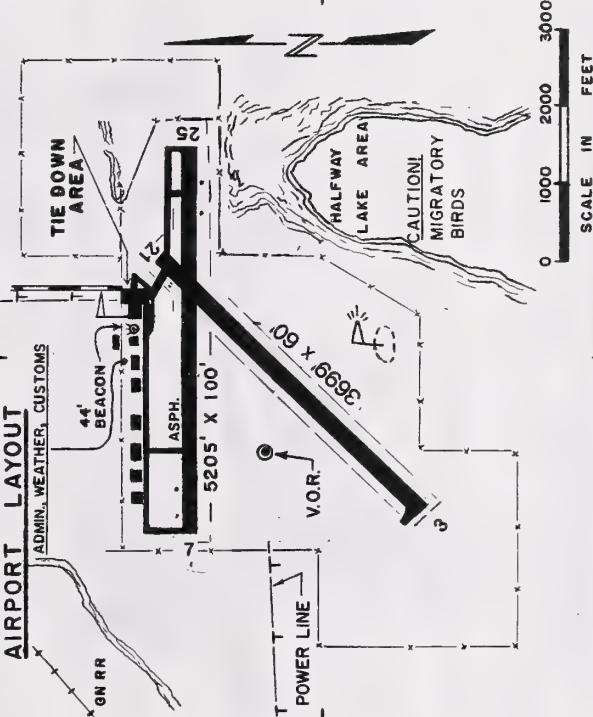 AIRPORT LAYOUT
ADMIN., WEATHER, CUSTOMS
GN RR
44'
BEACON
TIE DOWN
AREA
N
21
25
ASPH.
5205' X 100'
7
3699' X 60'
V.O.R.
3
T
T
POWER LINE
T
T
HALFWAY
LAKE AREA
CAUTION!
MIGRATORY
BIRDS
0 1000 2000 3000
SCALE IN FEET